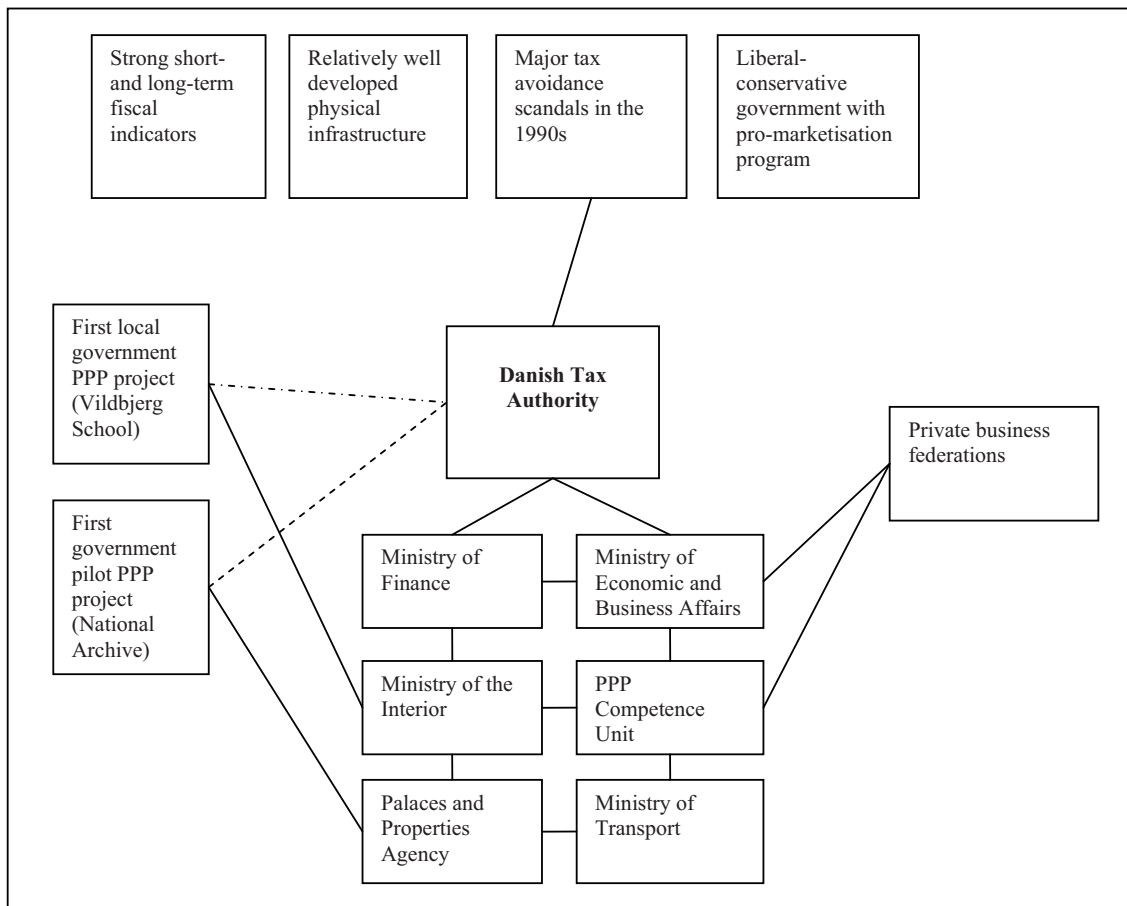 Strong short-
and long-term
fiscal
indicators
Relatively well
developed
physical
infrastructure
Major tax
avoidance
scandals in the
1990s
Liberal-
conservative
government with
pro-marketisation
program
First local
government
PPP project
(Vildbjerg
School)
Danish Tax
Authority
Private business
federations
First
government
pilot PPP
project
(National
Archive)
Ministry of
Finance
Ministry of
Economic and
Business Affairs
Ministry of the
Interior
PPP
Competence
Unit
Palaces and
Properties
Agency
Ministry of
Transport